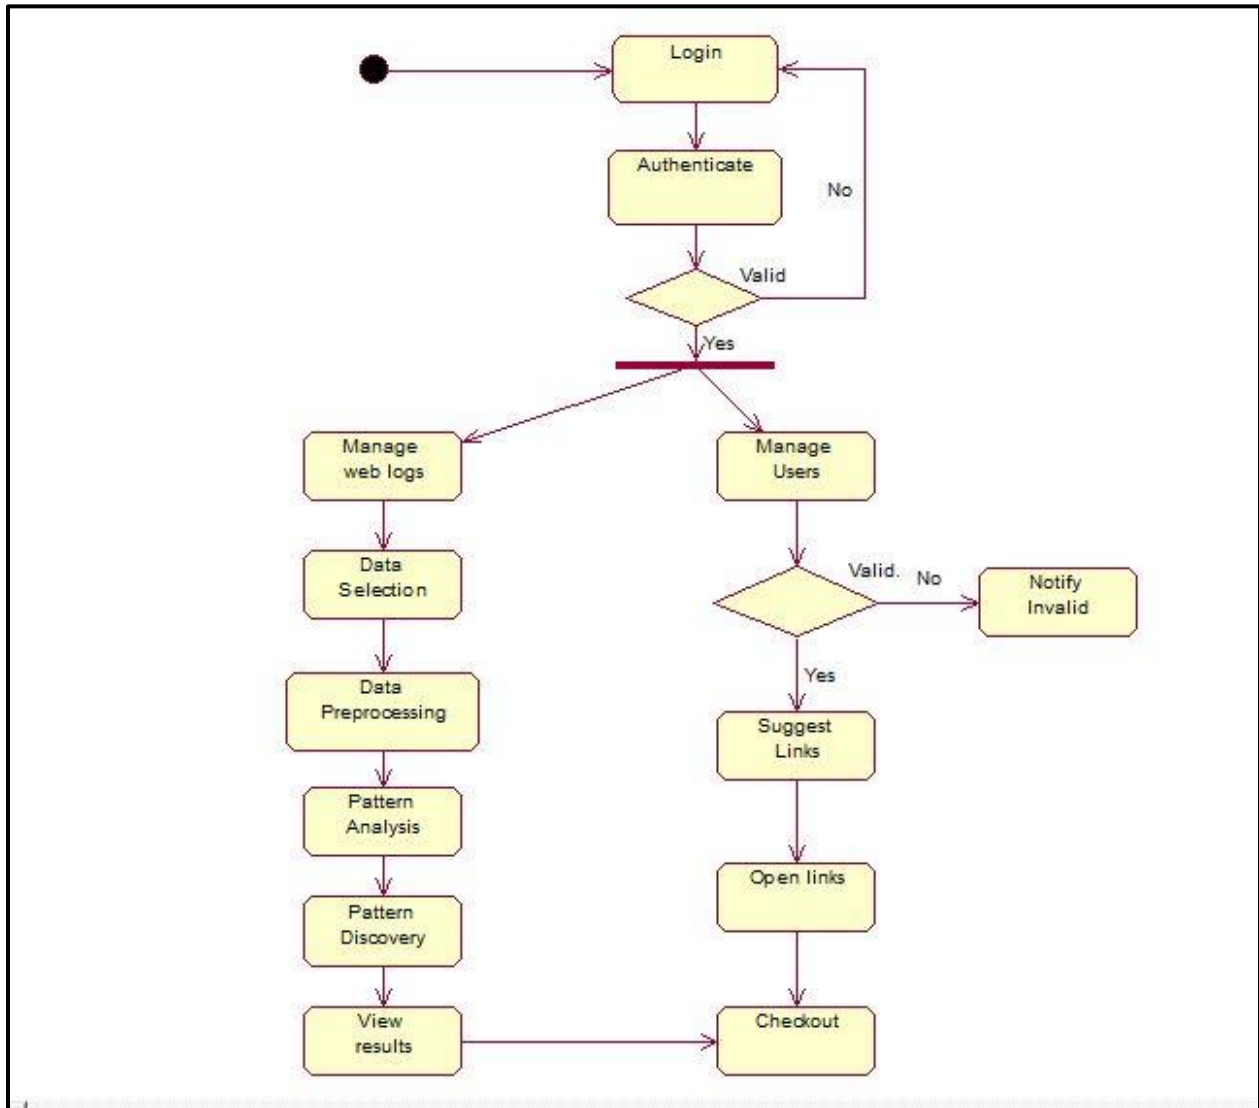 Login
Authenticate
No
Valid
Yes
Manage
web logs
Data
Selection
Data
Preprocessing
Pattern
Analysis
Pattern
Discovery
View
results
Manage
Users
Valid.
No
Notify
Invalid
Yes
Suggest
Links
Open links
Checkout